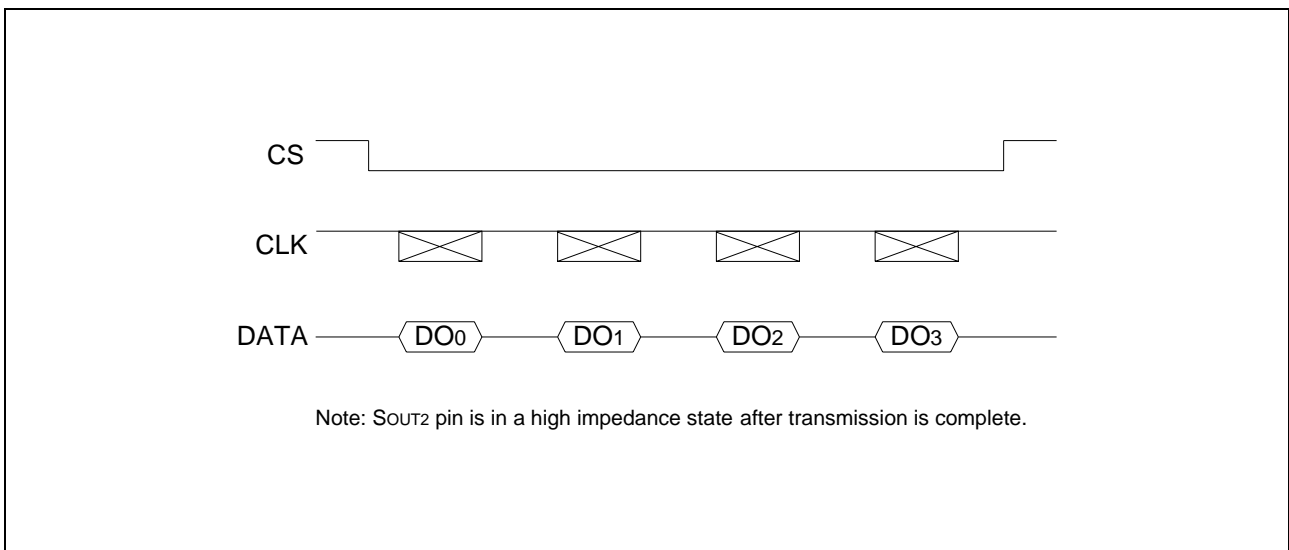 CS
CLK
DATA DO0 DO1 DO2 DO3
Note: SOUT2 pin is in a high impedance state after transmission is complete.